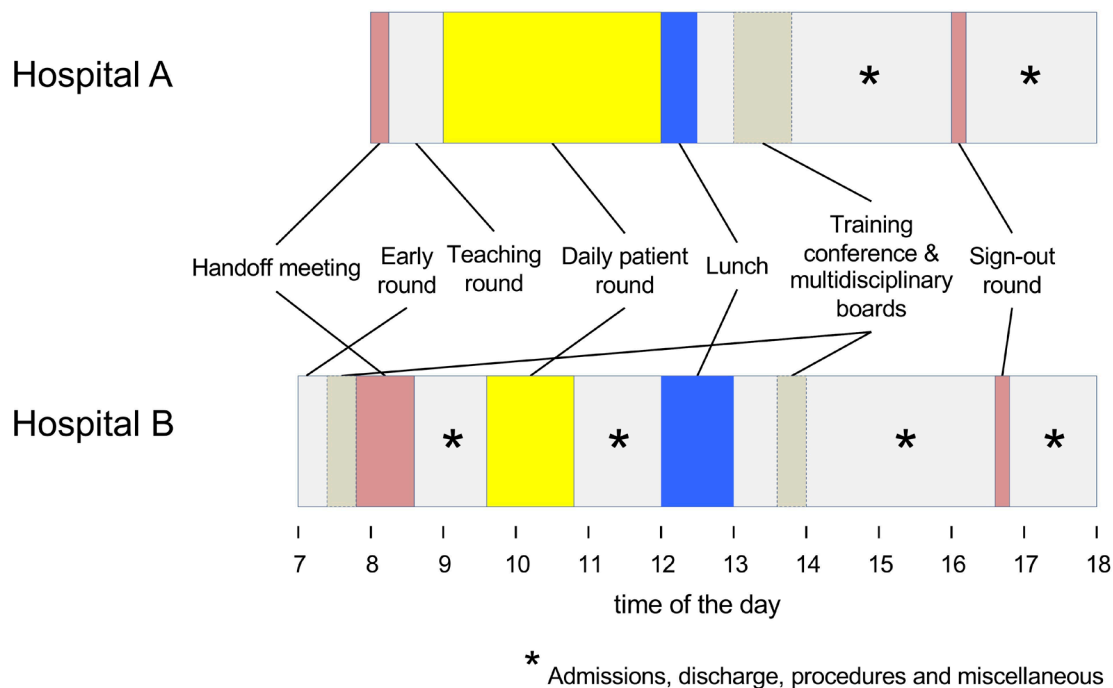 Hospital A
*
*
Handoff meeting
Early
round
Teaching
round
Daily patient
round
Lunch
Training
conference &
multidisciplinary
boards
Sign-out
round
Hospital B
*
*
*
*
7 8 9 10 11 12 13 14 15 16 17 18
time of the day
* Admissions, discharge, procedures and miscellaneous